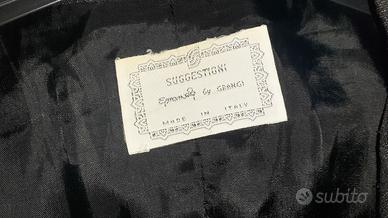 SUGGESTIONI
by GRANGI
MADE IN ITALY
subito